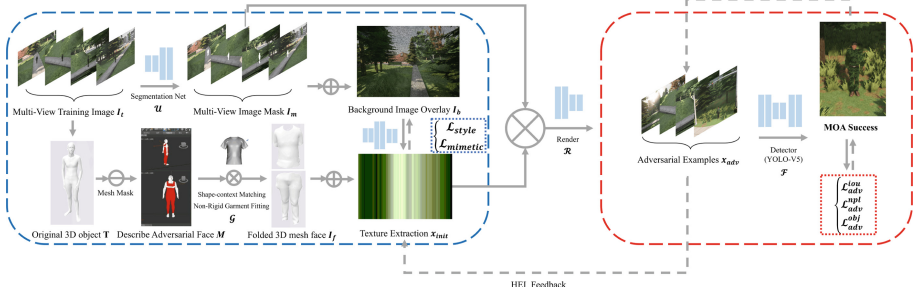 Multi-View Training Image I_t
Segmentation Net
𝒰
Multi-View Image Mask I_m
Background Image Overlay I_b
ℒ_style
ℒ_mimetic
Mesh Mask
Shape-context Matching
Non-Rigid Garment Fitting
𝒢
Original 3D object T
Describe Adversarial Face M
Folded 3D mesh face I_f
Texture Extraction x_init
Render
ℛ
Adversarial Examples x_adv
Detector
(YOLO-V5)
ℱ
MOA Success
ℒ_adv^iou
ℒ_adv^npl
ℒ_adv^obj
HEL Feedback